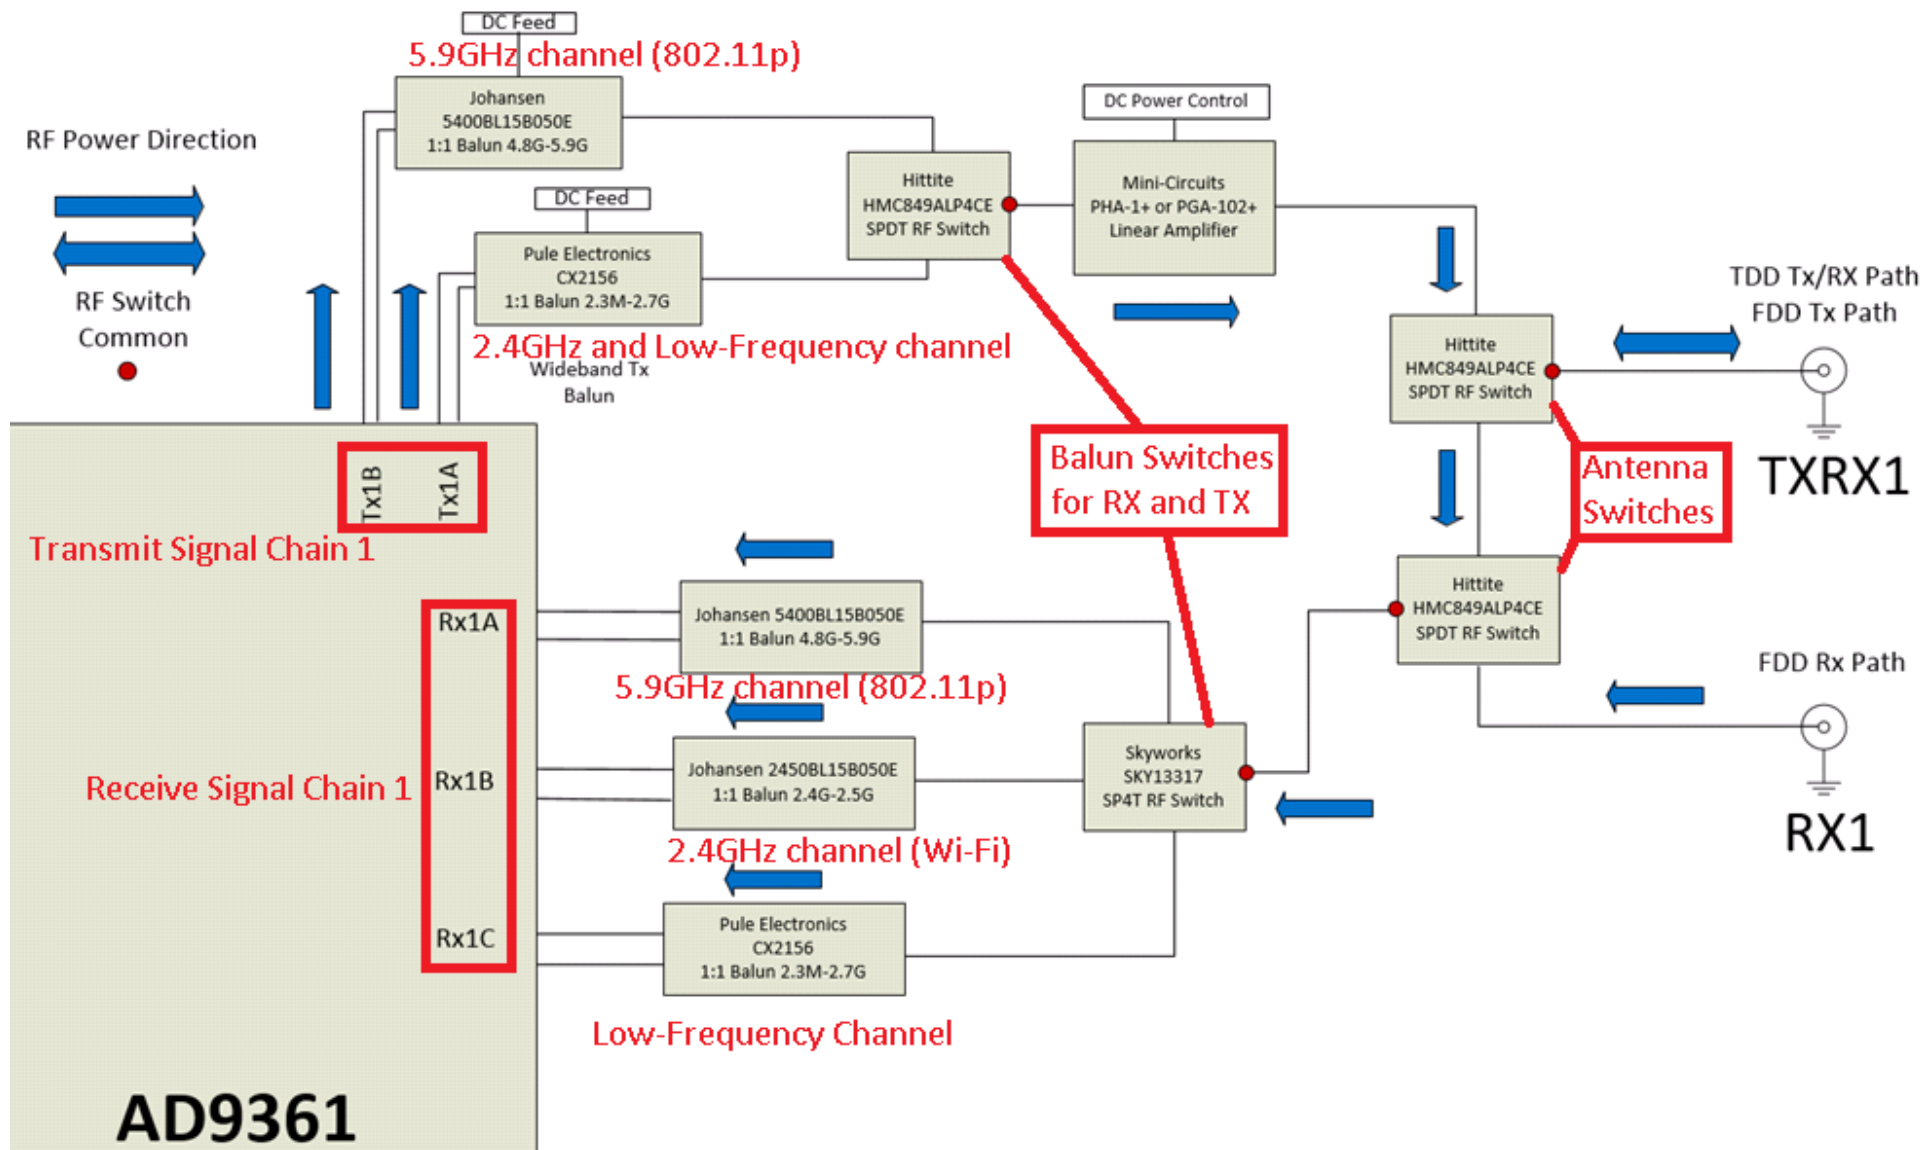 DC Feed
5.9GHz channel (802.11p)
Johansen
5400BL15B050E
1:1 Balun 4.8G-5.9G
DC Power Control
RF Power Direction
Hittite
HMC849ALP4CE
SPDT RF Switch
Mini-Circuits
PHA-1+ or PGA-102+
Linear Amplifier
DC Feed
Pule Electronics
CX2156
1:1 Balun 2.3M-2.7G
RF Switch
Common
2.4GHz and Low-Frequency channel
Wideband Tx
Balun
TDD Tx/RX Path
FDD Tx Path
Hittite
HMC849ALP4CE
SPDT RF Switch
TXRX1
Balun Switches
for RX and TX
Antenna
Switches
Tx1B
Tx1A
Transmit Signal Chain 1
Rx1A
Johansen 5400BL15B050E
1:1 Balun 4.8G-5.9G
5.9GHz channel (802.11p)
Hittite
HMC849ALP4CE
SPDT RF Switch
FDD Rx Path
RX1
Receive Signal Chain 1
Rx1B
Johansen 2450BL15B050E
1:1 Balun 2.4G-2.5G
2.4GHz channel (Wi-Fi)
Skyworks
SKY13317
SP4T RF Switch
Rx1C
Pule Electronics
CX2156
1:1 Balun 2.3M-2.7G
Low-Frequency Channel
AD9361